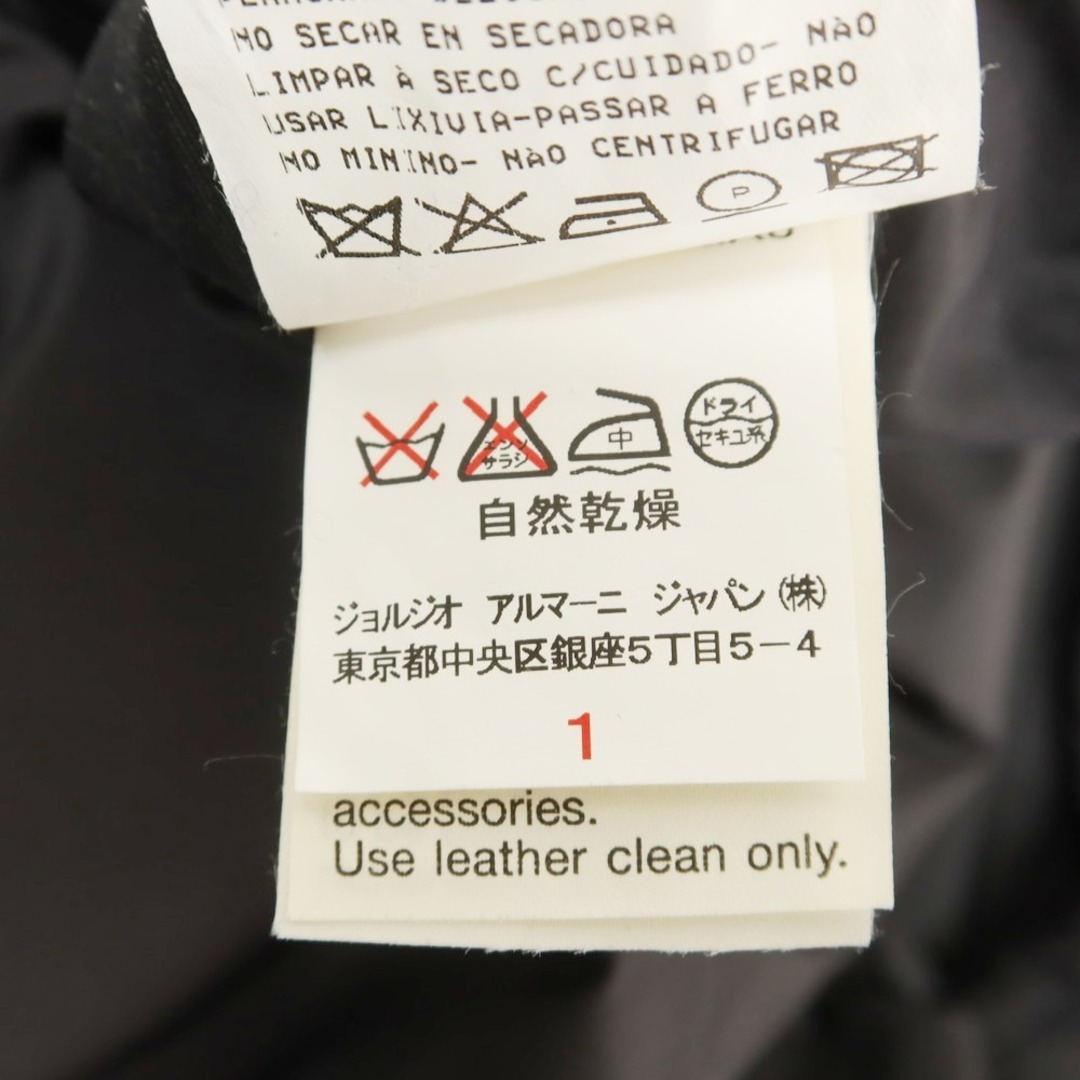 NO SECAR EN SECADORA
LIMPAR À SECO C/CUIDADO- NÀO
USAR LIXIVIA-PASSAR A FERRO
NO MININO- NÀO CENTRIFUGAR
P
エンソ
サラシ
中
ドライ
セキユ系
自然乾燥
ジョルジオ アルマーニ ジャパン(株)
東京都中央区銀座5丁目5-4
1
accessories.
Use leather clean only.